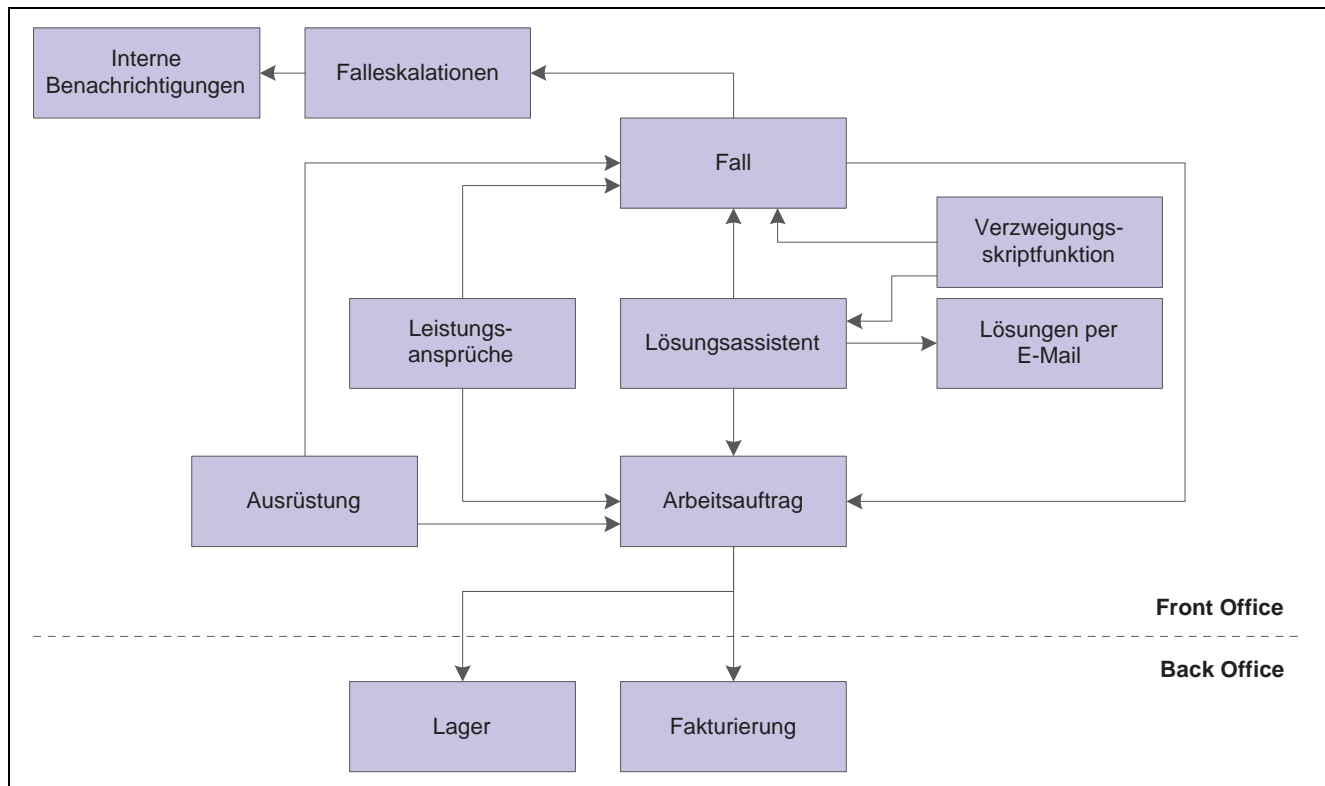 Interne
Benachrichtigungen
Falleskalationen
Fall
Verzweigungs-
skriptfunktion
Leistungs-
ansprüche
Lösungsassistent
Lösungen per
E-Mail
Ausrüstung
Arbeitsauftrag
Front Office
Back Office
Lager
Fakturierung